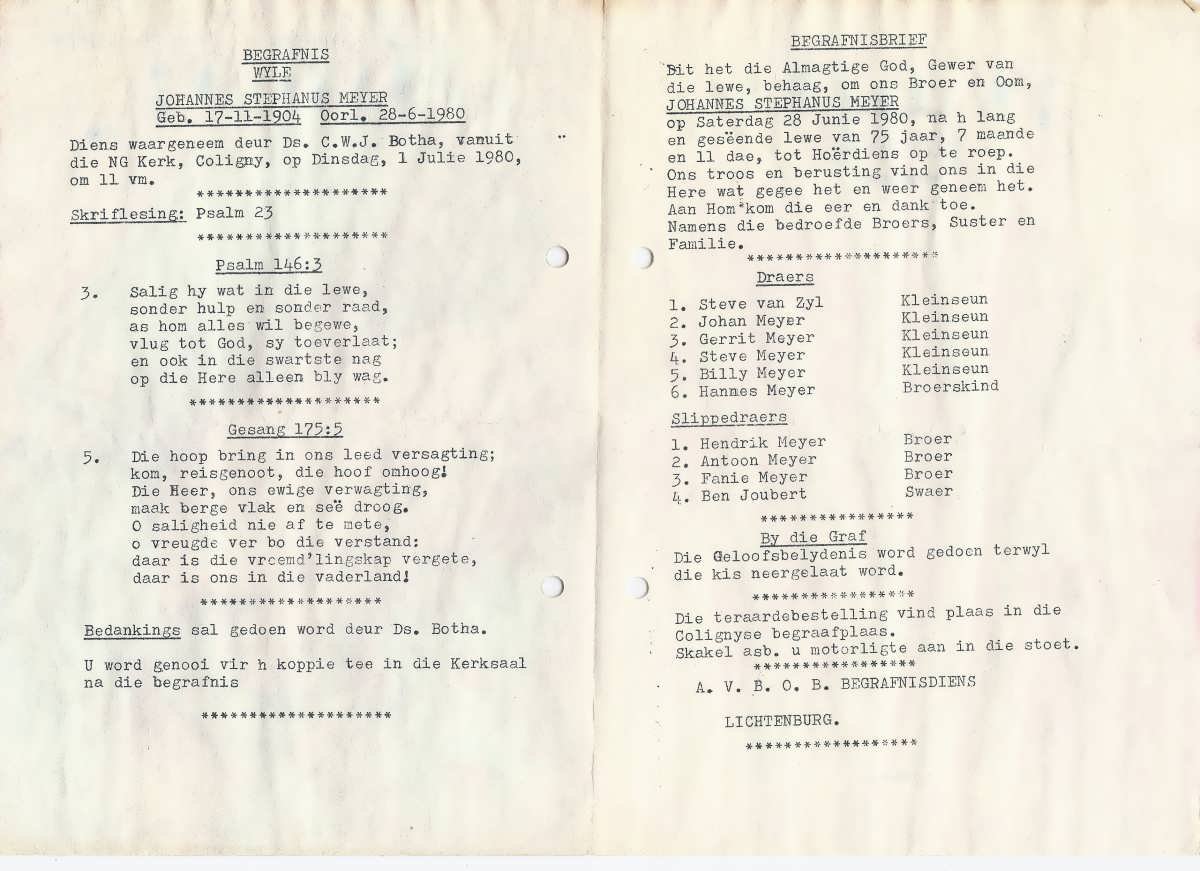 BEGRAFNIS
WYLE
JOHANNES STEPHANUS MEYER
Geb. 17-11-1904 Oorl. 28-6-1980
Diens waargeneem deur Ds. C.W.J. Botha, vanuit
die NG Kerk, Coligny, op Dinsdag, 1 Julie 1980,
om 11 vm.
********************
Skriflesing: Psalm 23
********************
Psalm 146:3
3. Salig hy wat in die lewe,
sonder hulp en sonder raad,
as hom alles wil begewe,
vlug tot God, sy toeverlaat;
en ook in die swartste nag
op die Here alleen bly wag.
********************
Gesang 175:5
5. Die hoop bring in ons leed versagting;
kom, reisgenoot, die hoof omhoog!
Die Heer, ons ewige verwagting,
maak berge vlak en seë droog.
O saligheid nie af te mete,
o vreugde ver bo die verstand:
daar is die vreemd'lingskap vergete,
daar is ons in die vaderland!
*******************
Bedankings sal gedoen word deur Ds. Botha.
U word genooi vir h koppie tee in die Kerksaal
na die begrafnis
********************
BEGRAFNISBRIEF
Dit het die Almagtige God, Gewer van
die lewe, behaag, om ons Broer en Oom,
JOHANNES STEPHANUS MEYER
op Saterdag 28 Junie 1980, na h lang
en geseënde lewe van 75 jaar, 7 maande
en 11 dae, tot Hoërdiens op te roep.
Ons troos en berusting vind ons in die
Here wat gegee het en weer geneem het.
Aan Hom kom die eer en dank toe.
Namens die bedroefde Broers, Suster en
Familie.
********************
Draers
1. Steve van Zyl Kleinseun
2. Johan Meyer Kleinseun
3. Gerrit Meyer Kleinseun
4. Steve Meyer Kleinseun
5. Billy Meyer Kleinseun
6. Hannes Meyer Broerskind
Slippedraers
1. Hendrik Meyer Broer
2. Antoon Meyer Broer
3. Fanie Meyer Broer
4. Ben Joubert Swaer
****************
By die Graf
Die Geloofsbelydenis word gedoen terwyl
die kis neergelaat word.
*****************
Die teraardebestelling vind plaas in die
Colignyse begraafplaas.
Skakel asb. u motorligte aan in die stoet.
*****************
A. V. B. O. B. BEGRAFNISDIENS
LICHTENBURG.
******************